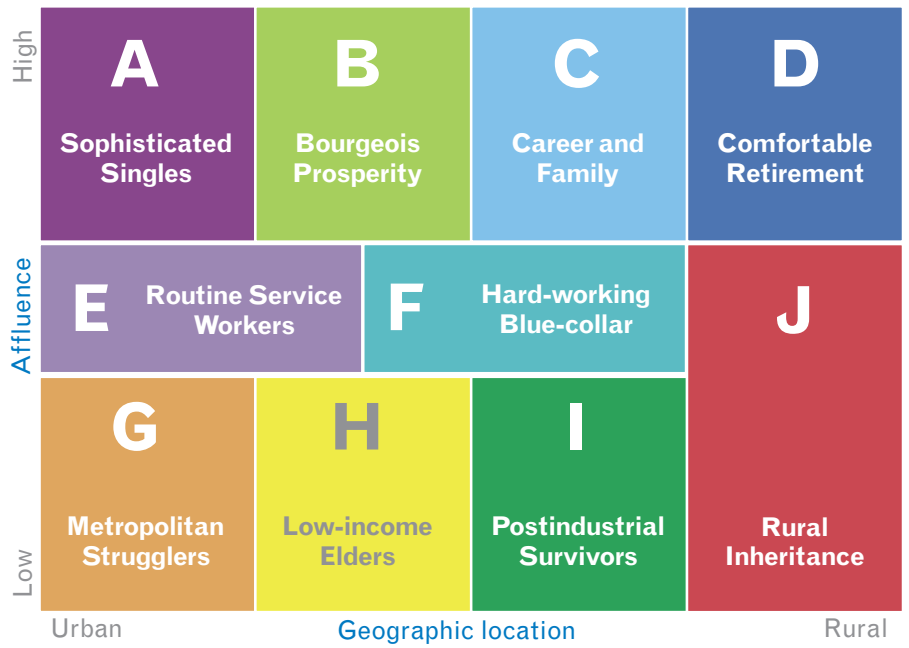 High
A
Sophisticated
Singles
B
Bourgeois
Prosperity
C
Career and
Family
D
Comfortable
Retirement
Affluence
E
Routine Service
Workers
F
Hard-working
Blue-collar
J
Rural
Inheritance
G
Metropolitan
Strugglers
H
Low-income
Elders
I
Postindustrial
Survivors
Low
Urban
Geographic location
Rural